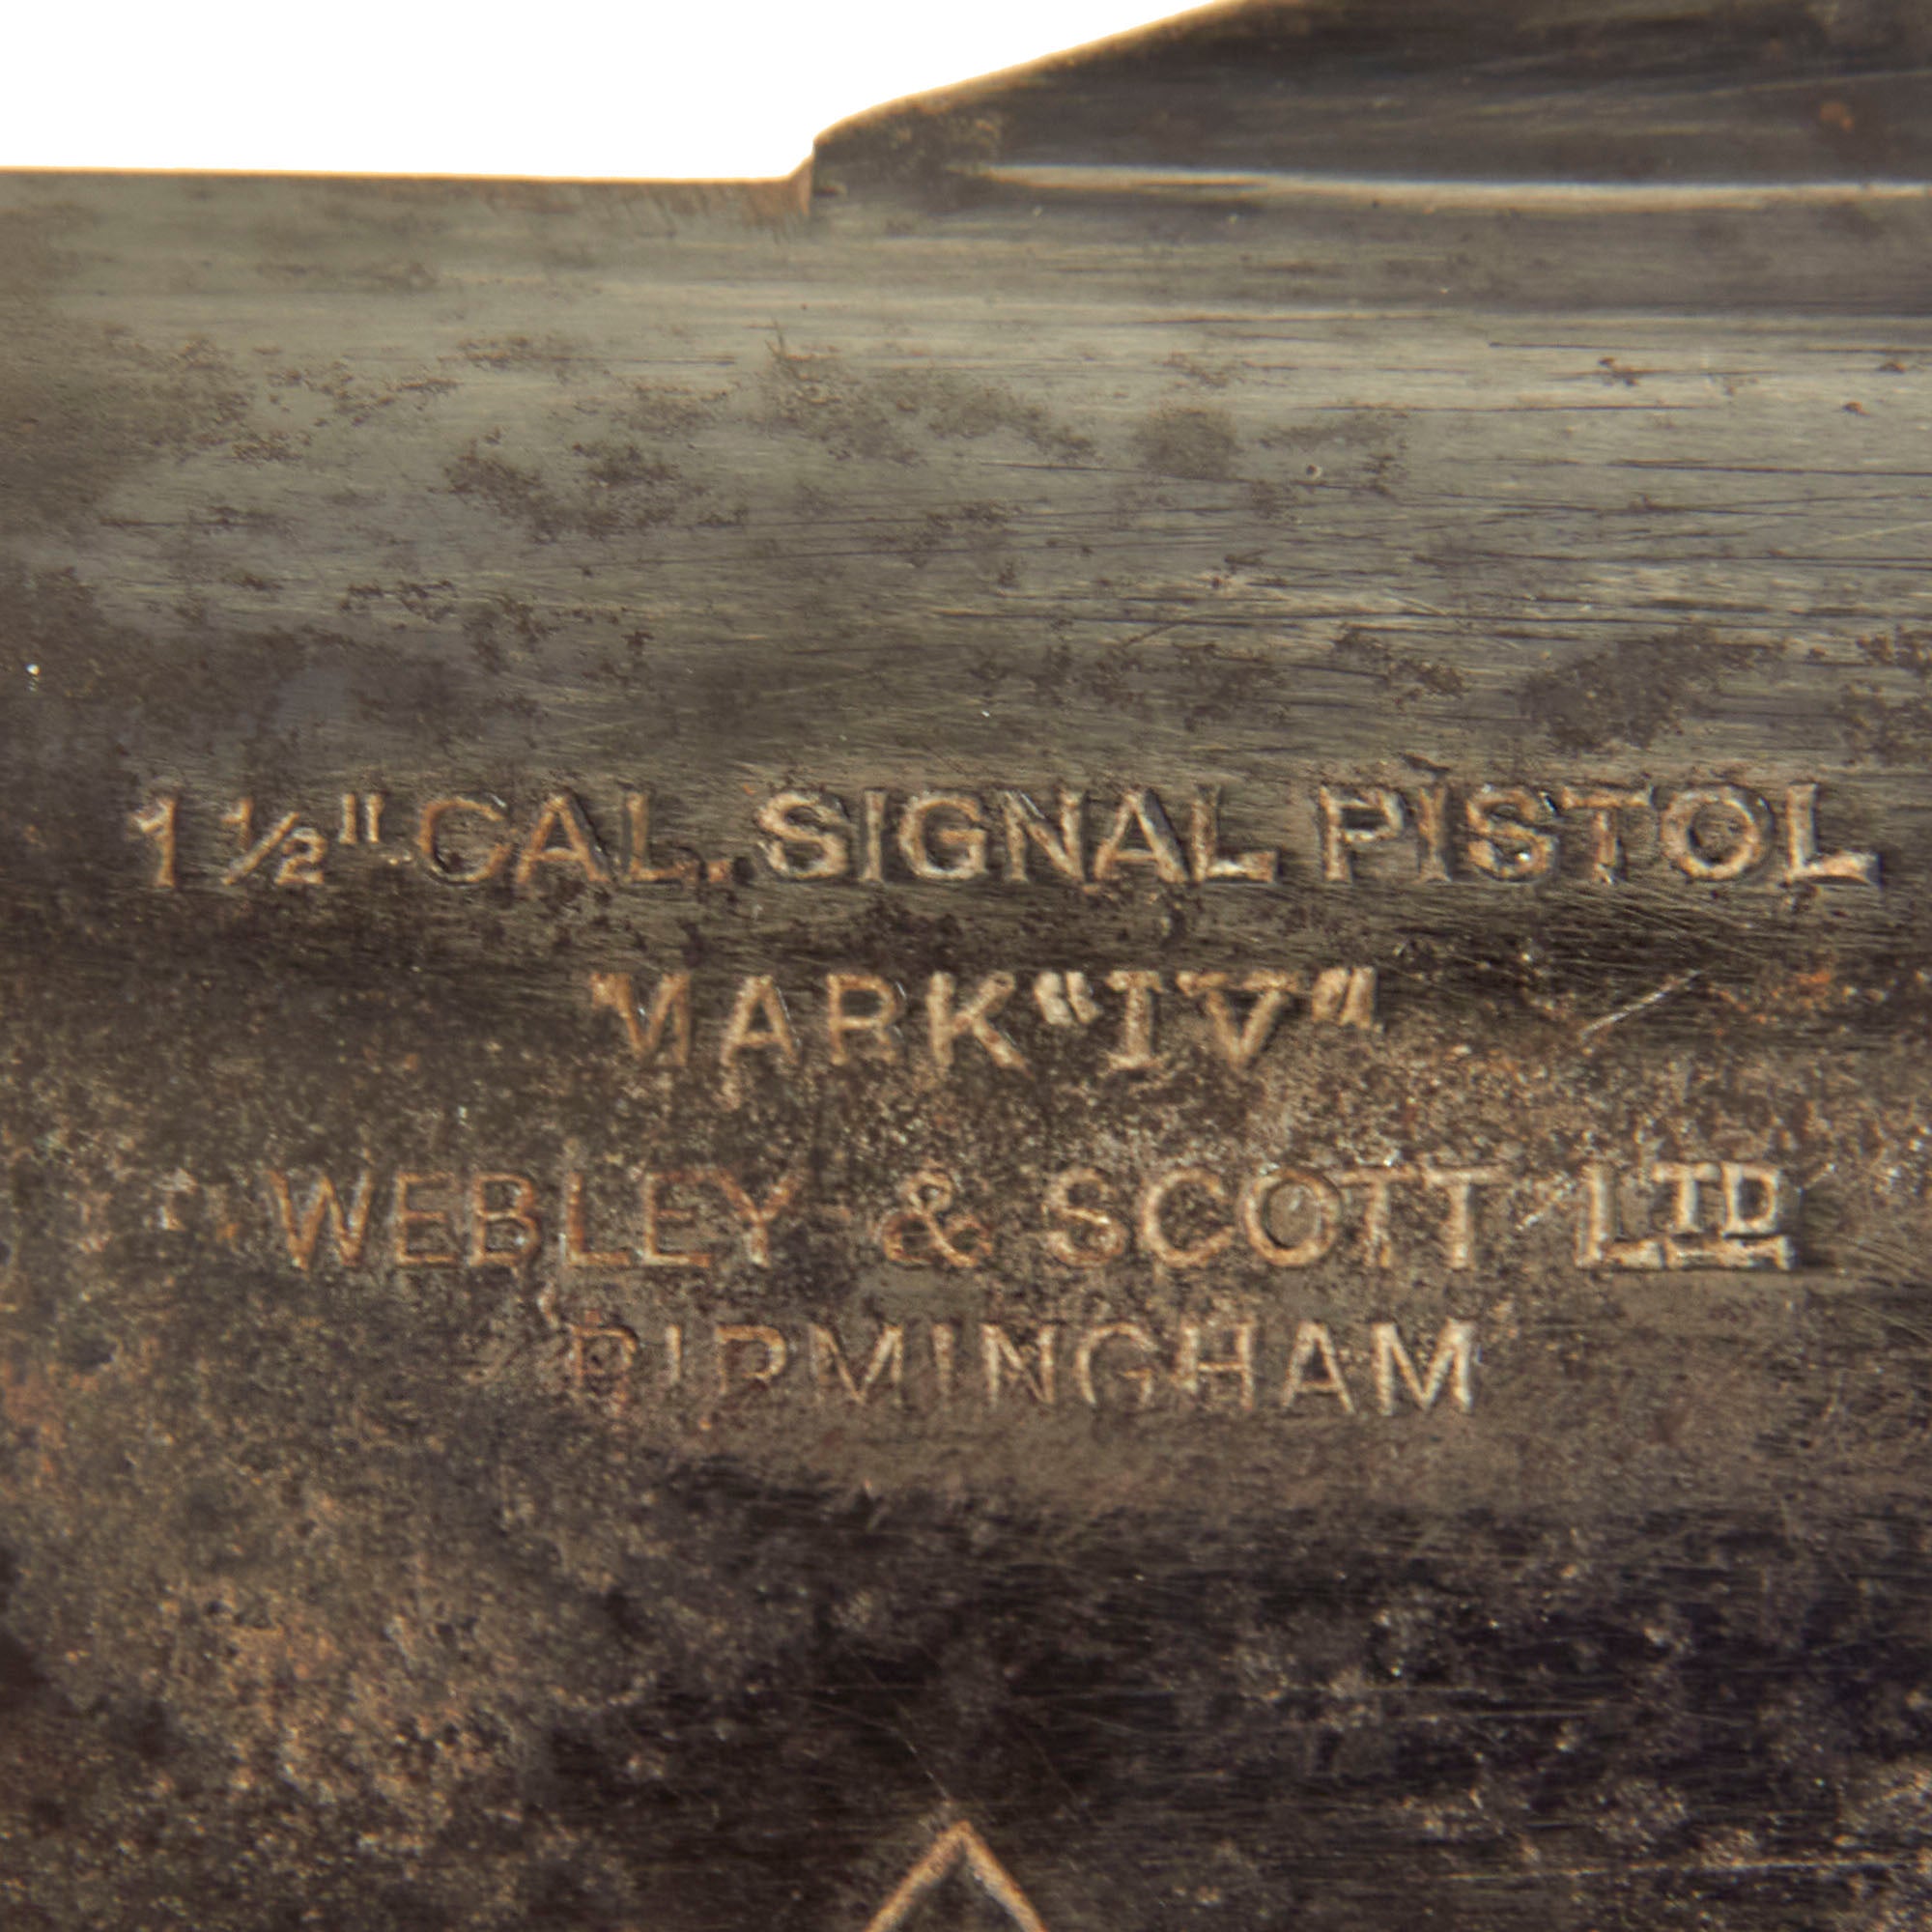 1 ½" CAL. SIGNAL PISTOL
MARK "IV"
WEBLEY & SCOTT LTD
BIRMINGHAM